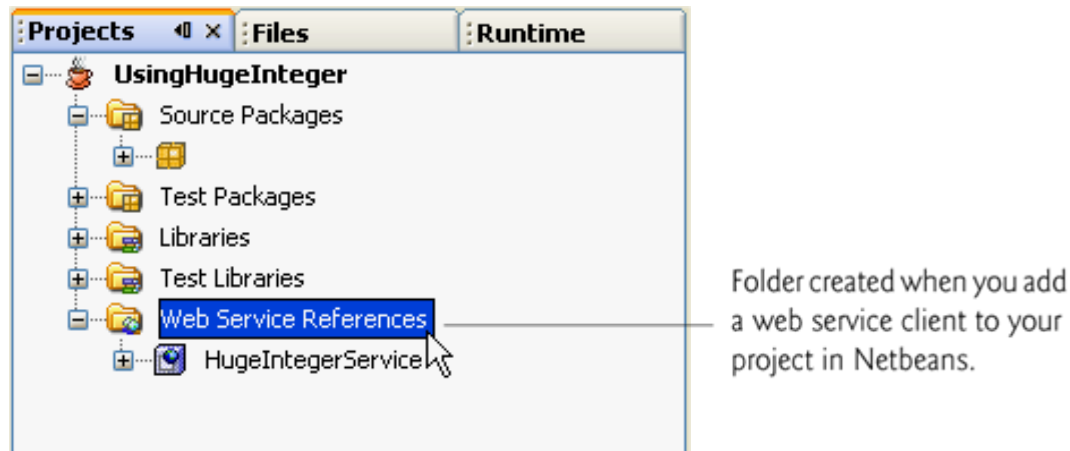 Projects Files Runtime
UsingHugeInteger
Source Packages
Test Packages
Libraries
Test Libraries
Web Service References
HugeIntegerService
Folder created when you add
a web service client to your
project in Netbeans.